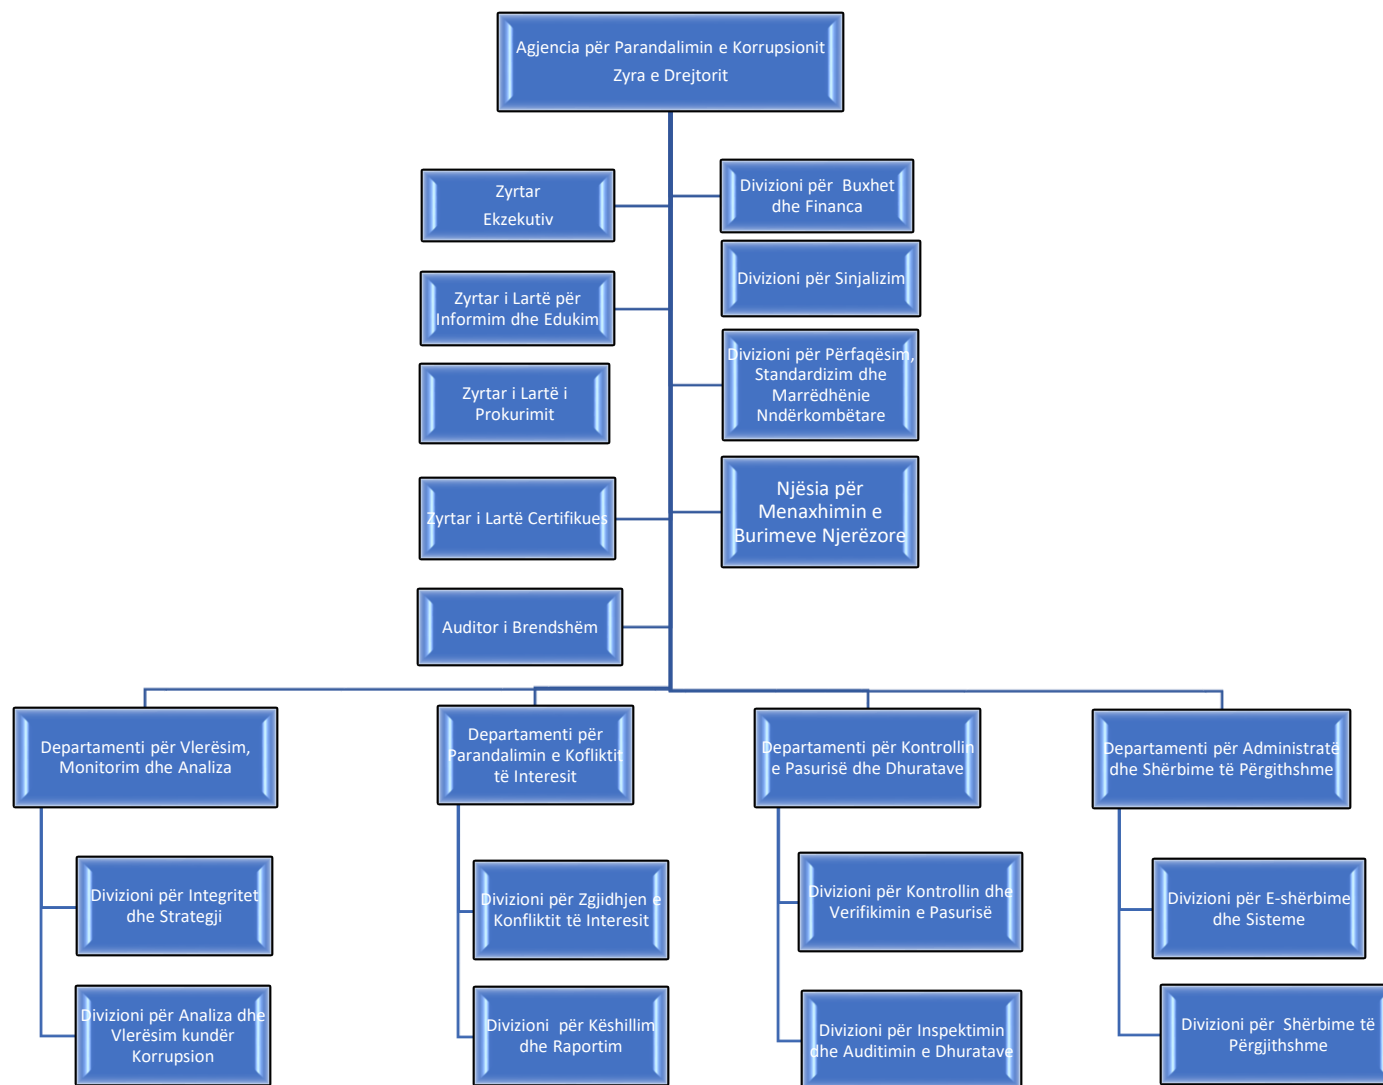 Agjencia për Parandalimin e Korrupsionit
Zyra e Drejtorit
Zyrtar
Ekzekutiv
Divizioni për Buxhet
dhe Financa
Divizioni për Sinjalizim
Zyrtar i Lartë për
Informim dhe Edukim
Divizioni për Përfaqësim,
Standardizim dhe
Marrëdhënie
Nndërkombëtare
Zyrtar i Lartë i
Prokurimit
Njësia për
Menaxhimin e
Burimeve Njerëzore
Zyrtar i Lartë Certifikues
Auditor i Brendshëm
Departamenti për Vlerësim,
Monitorim dhe Analiza
Departamenti për
Parandalimin e Kofliktit
të Interesit
Departamenti për Kontrollin
e Pasurisë dhe Dhuratave
Departamenti për Administratë
dhe Shërbime të Përgithshme
Divizioni për Integritet
dhe Strategji
Divizioni për Zgjidhjen e
Konfliktit të Interesit
Divizioni për Kontrollin dhe
Verifikimin e Pasurisë
Divizioni për E-shërbime
dhe Sisteme
Divizioni për Analiza dhe
Vlerësim kundër
Korrupsion
Divizioni për Këshillim
dhe Raportim
Divizioni për Inspektimin
dhe Auditimin e Dhuratave
Divizioni për Shërbime të
Përgjithshme